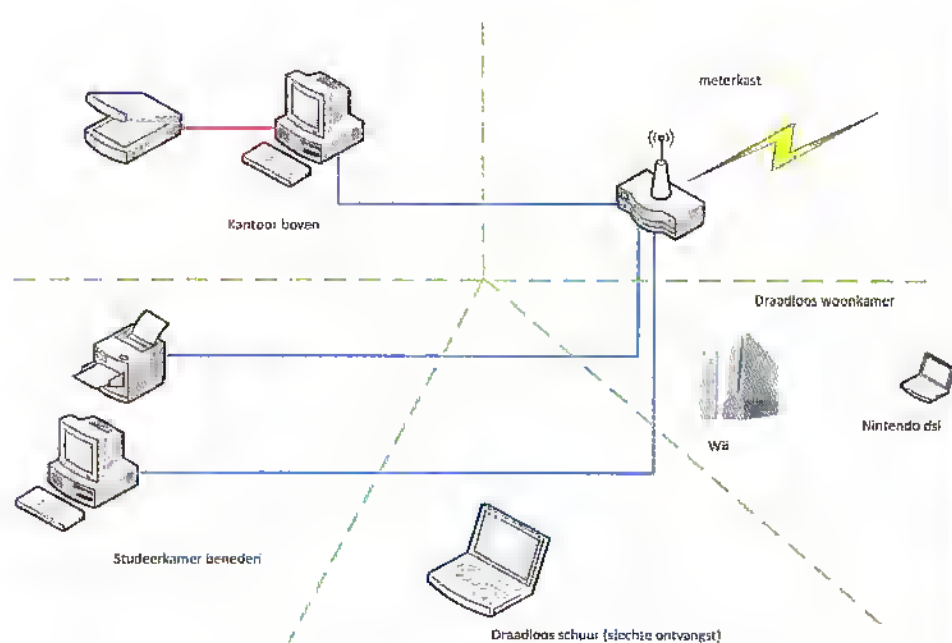 meterkast
Kantoor boven
Draadloos woonkamer
Wii
Nintendo dsi
Studeerkamer beneden
Draadloos schuur (slechte ontvangst)